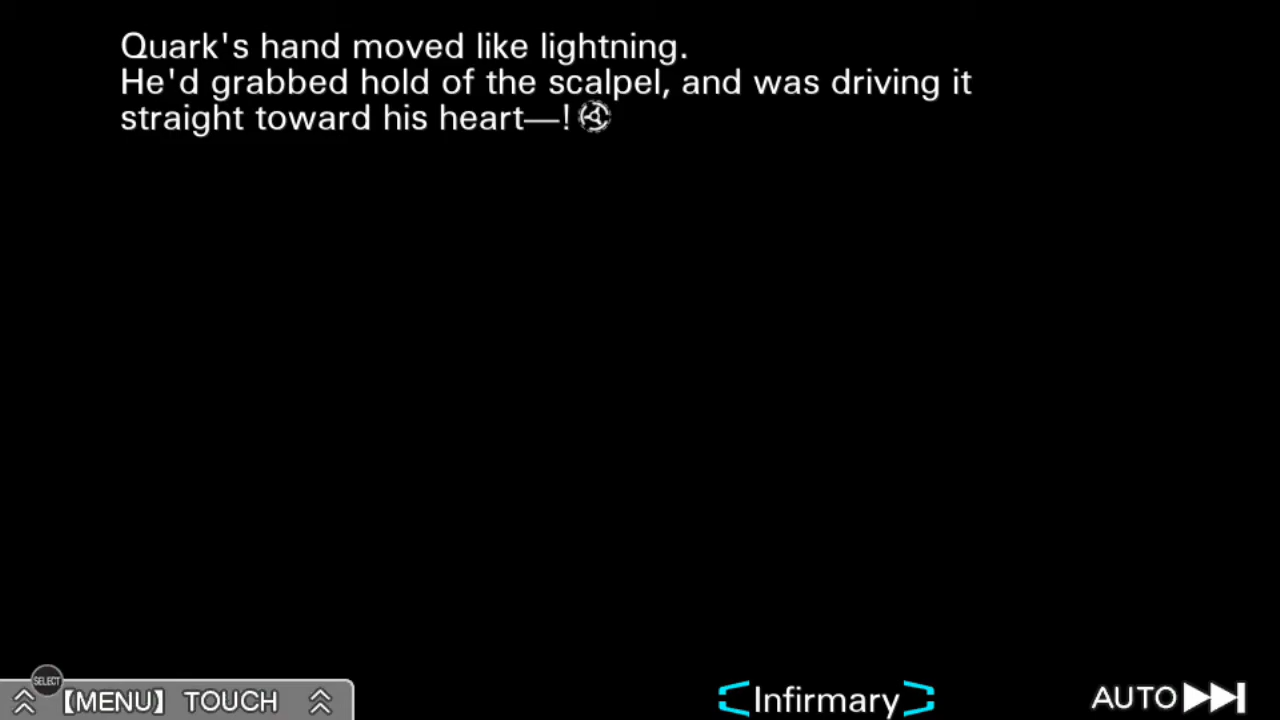 Quark's hand moved like lightning.
He'd grabbed hold of the scalpel, and was driving it
straight toward his heart—!
SELECT
【MENU】 TOUCH
Infirmary
AUTO